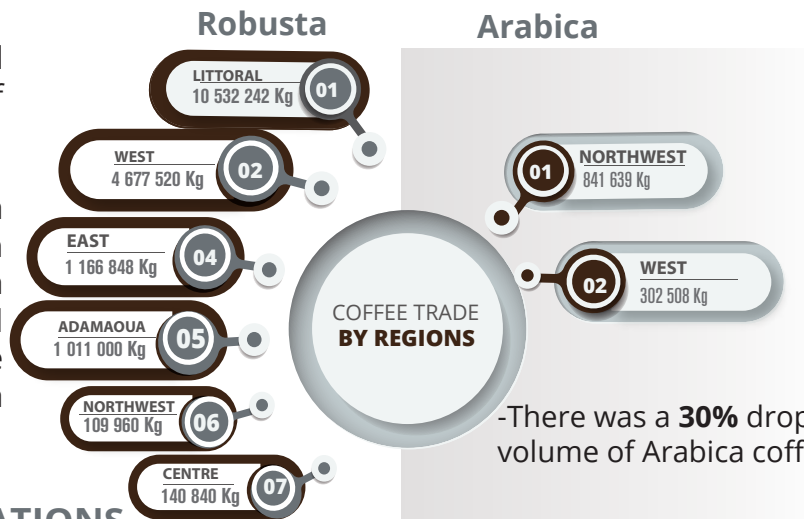 Robusta
LITTORAL
10 532 242 Kg
01
WEST
4 677 520 Kg
02
EAST
1 166 848 Kg
04
ADAMAOUA
1 011 000 Kg
05
NORTHWEST
109 960 Kg
06
CENTRE
140 840 Kg
07
COFFEE TRADE
BY REGIONS
Arabica
01
NORTHWEST
841 639 Kg
02
WEST
302 508 Kg
-There was a 30% drop
volume of Arabica coff
ATIONS